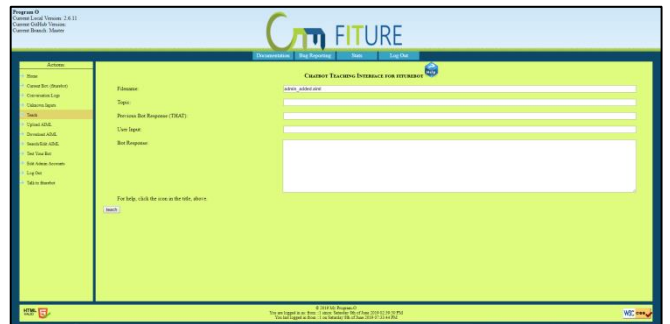 Program O
Current Local Version: 2.6.11
Current GitHub Version:
Current Branch: Master
FITURE
Documentation Bug Reporting Stats Log Out
Actions:
Home
Current Bot: (fiturebot)
Conversation Logs
Unknown Inputs
Teach
Upload AIML
Download AIML
Search/Edit AIML
Test Your Bot
Edit Admin Accounts
Log Out
Talk to fiturebot
CHATBOT TEACHING INTERFACE FOR FITUREBOT
Filename: admin_added.aiml
Topic:
Previous Bot Response (THAT):
User Input:
Bot Response:
For help, click the icon in the title, above.
teach
HTML
W3C